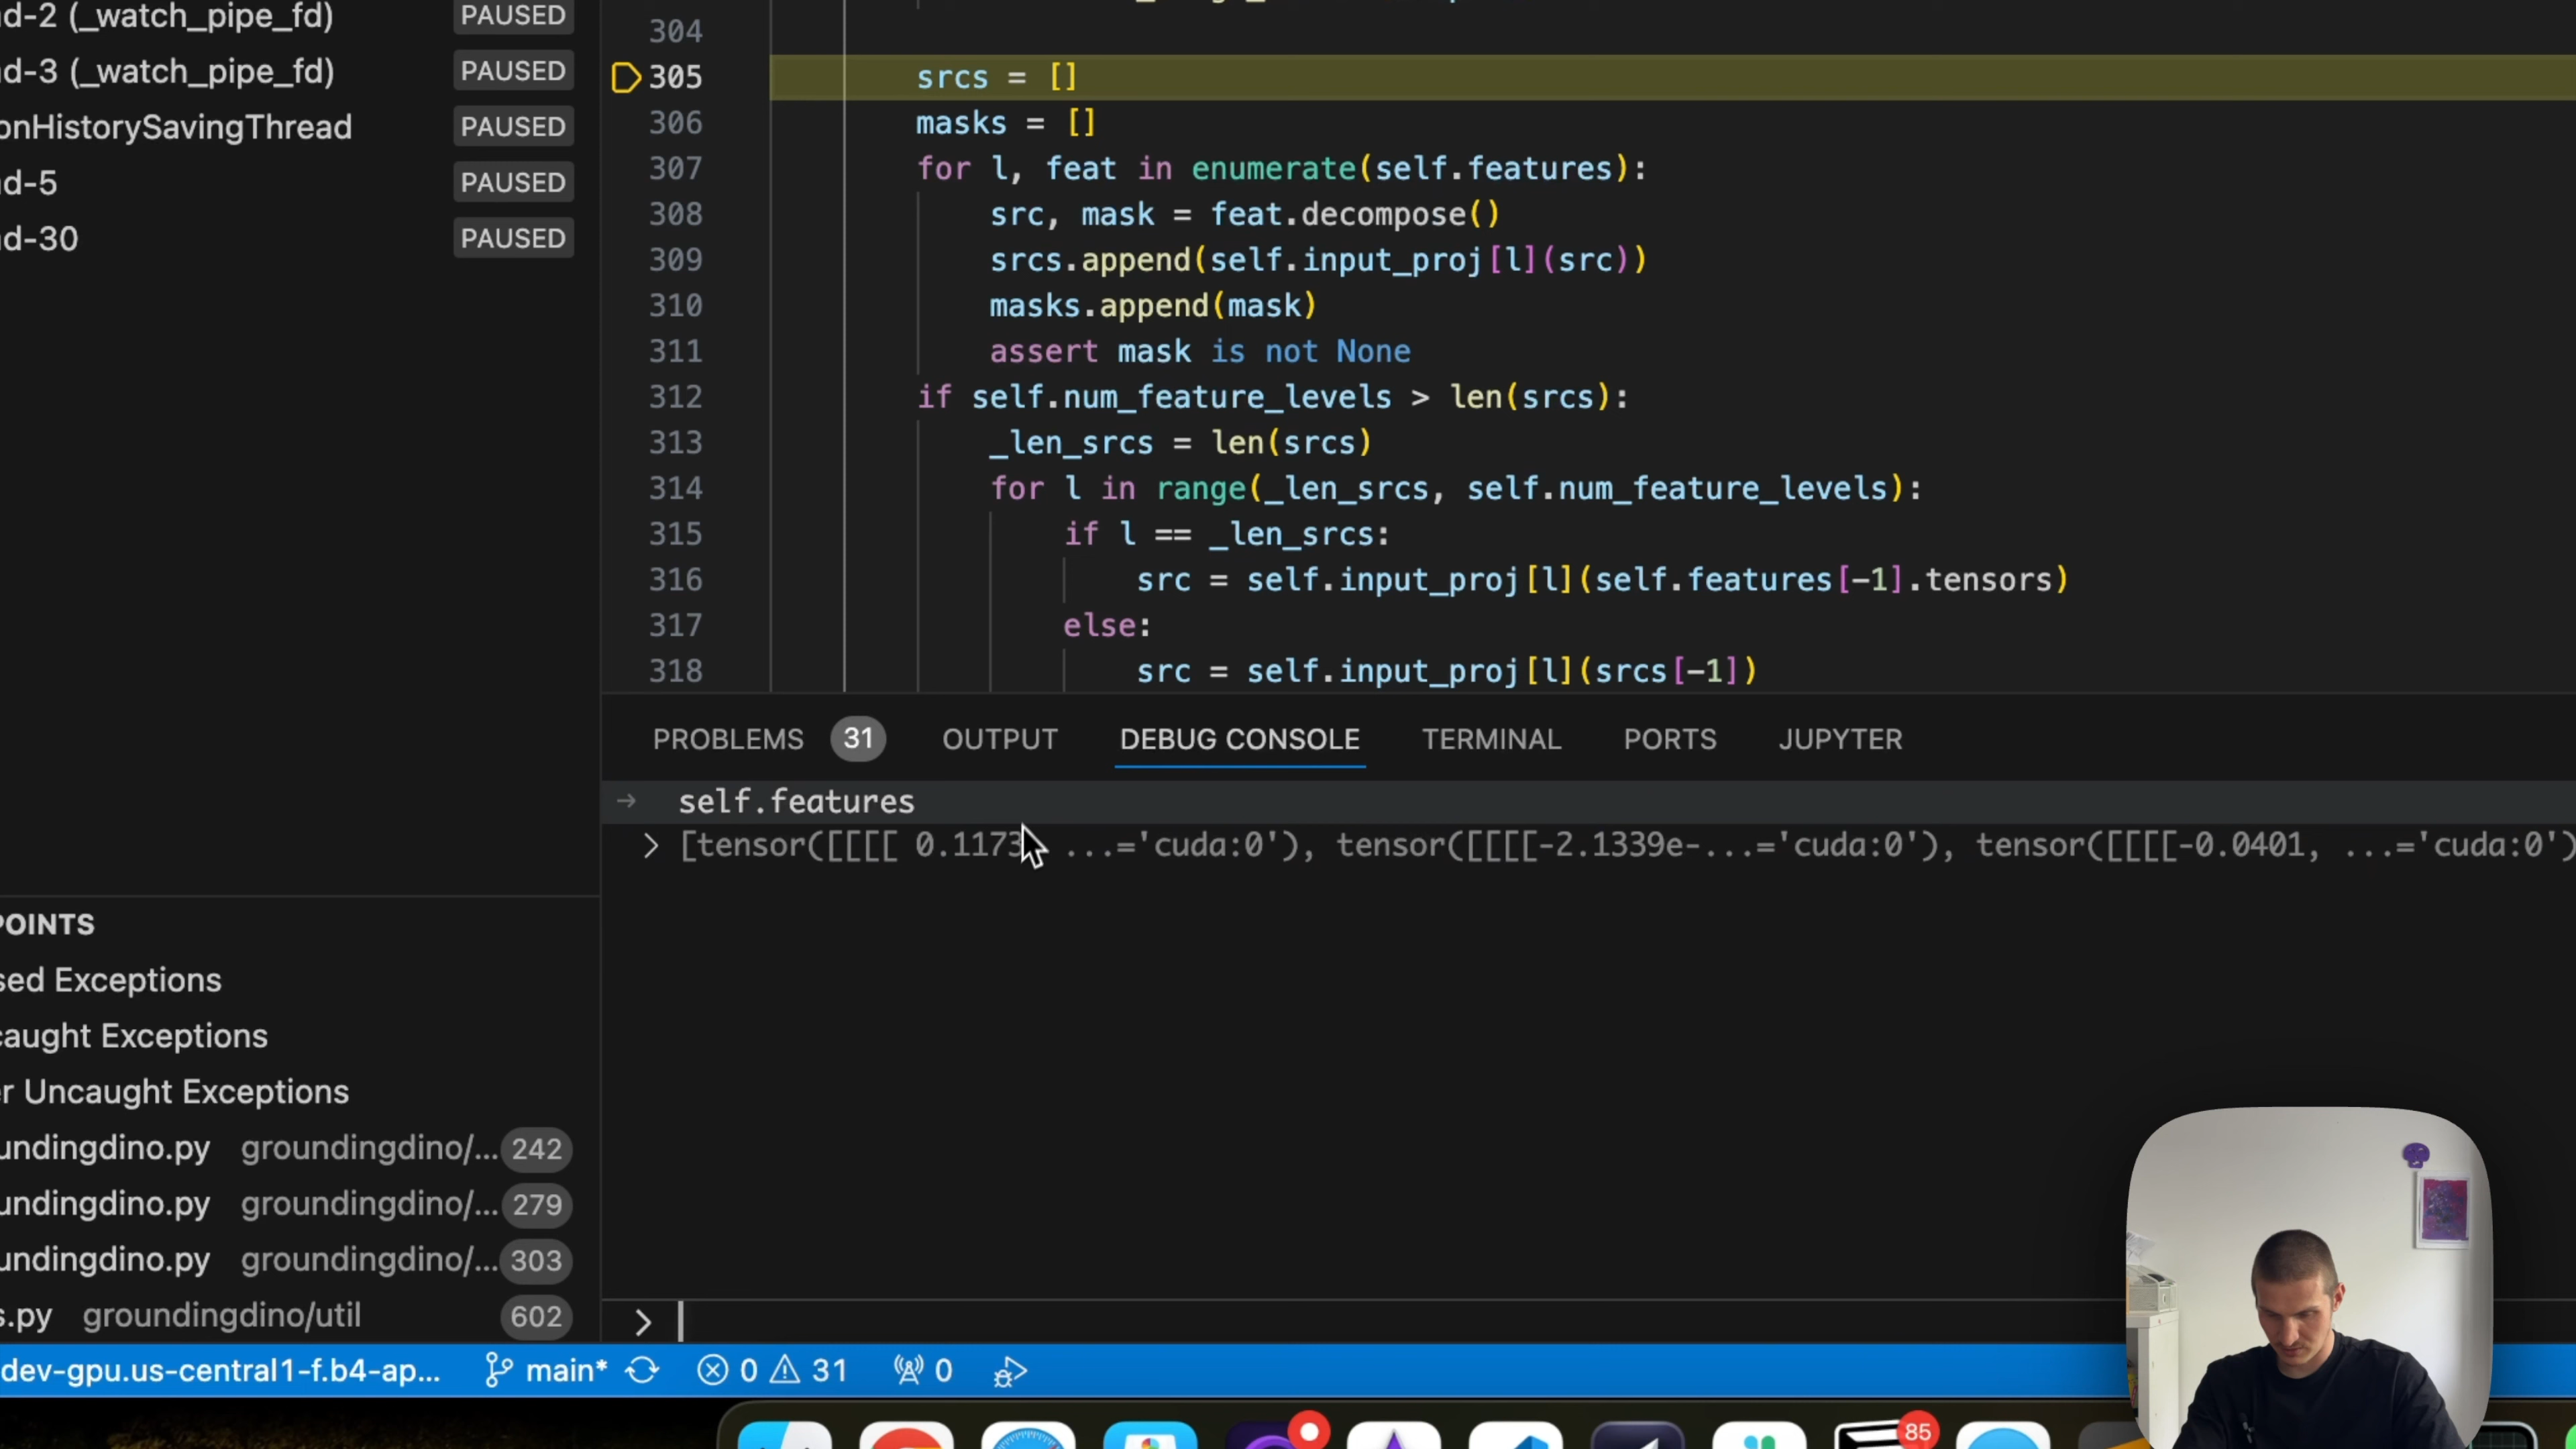 d-2 (_watch_pipe_fd) PAUSED
d-3 (_watch_pipe_fd) PAUSED
onHistorySavingThread PAUSED
d-5 PAUSED
d-30 PAUSED
304
305 srcs = []
306 masks = []
307 for l, feat in enumerate(self.features):
308 src, mask = feat.decompose()
309 srcs.append(self.input_proj[l](src))
310 masks.append(mask)
311 assert mask is not None
312 if self.num_feature_levels > len(srcs):
313 _len_srcs = len(srcs)
314 for l in range(_len_srcs, self.num_feature_levels):
315 if l == _len_srcs:
316 src = self.input_proj[l](self.features[-1].tensors)
317 else:
318 src = self.input_proj[l](srcs[-1])
PROBLEMS 31 OUTPUT DEBUG CONSOLE TERMINAL PORTS JUPYTER
→ self.features
> [tensor([[[[ 0.1173 ...='cuda:0'), tensor([[[[-2.1339e-...='cuda:0'), tensor([[[[-0.0401, ...='cuda:0')
POINTS
sed Exceptions
caught Exceptions
r Uncaught Exceptions
undingdino.py groundingdino/... 242
undingdino.py groundingdino/... 279
undingdino.py groundingdino/... 303
s.py groundingdino/util 602
>
dev-gpu.us-central1-f.b4-ap... main* 0 31 0
85